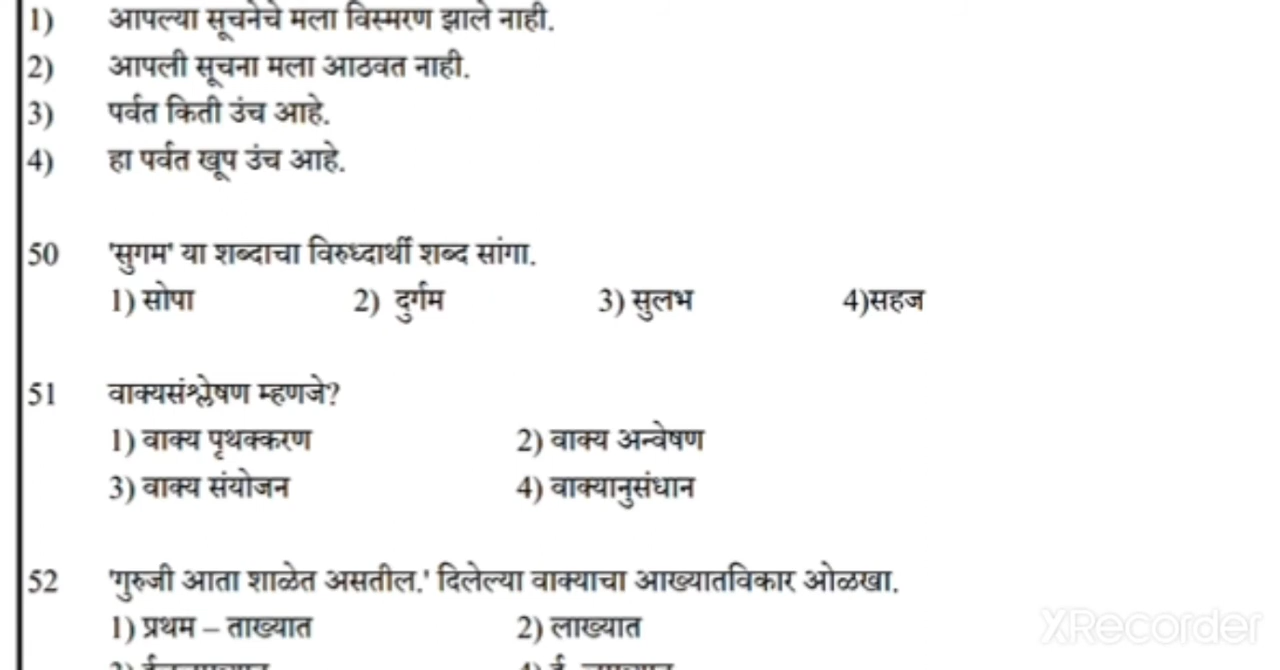 1) आपल्या सूचनेचे मला विस्मरण झाले नाही.
2) आपली सूचना मला आठवत नाही.
3) पर्वत किती उंच आहे.
4) हा पर्वत खूप उंच आहे.
50 'सुगम' या शब्दाचा विरुध्दार्थी शब्द सांगा.
1) सोपा 2) दुर्गम 3) सुलभ 4)सहज
51 वाक्यसंश्लेषण म्हणजे?
1) वाक्य पृथक्करण 2) वाक्य अन्वेषण
3) वाक्य संयोजन 4) वाक्यानुसंधान
52 'गुरुजी आता शाळेत असतील.' दिलेल्या वाक्याचा आख्यातविकार ओळखा.
1) प्रथम – ताख्यात 2) लाख्यात
XRecorder